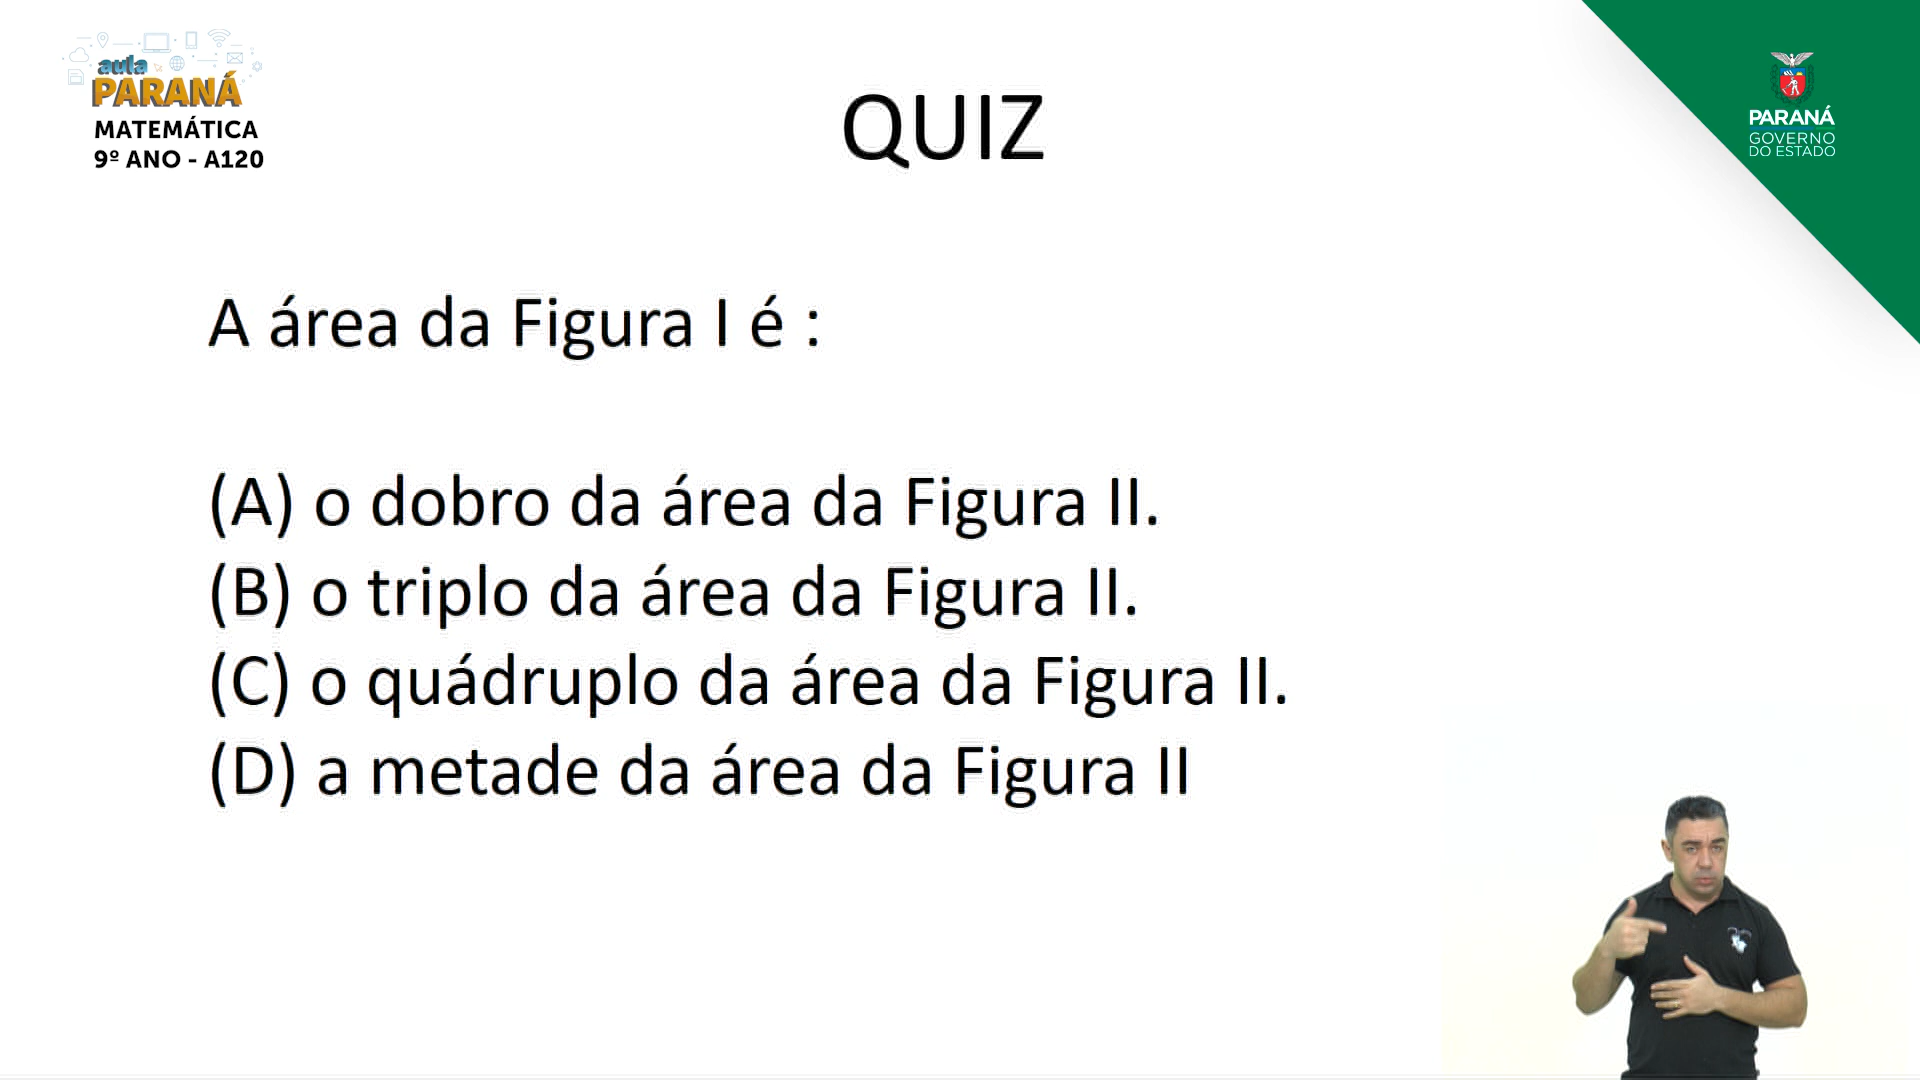 aula
PARANÁ
MATEMÁTICA
9º ANO - A120
QUIZ
PARANÁ
GOVERNO
DO ESTADO
A área da Figura I é :
(A) o dobro da área da Figura II.
(B) o triplo da área da Figura II.
(C) o quádruplo da área da Figura II.
(D) a metade da área da Figura II